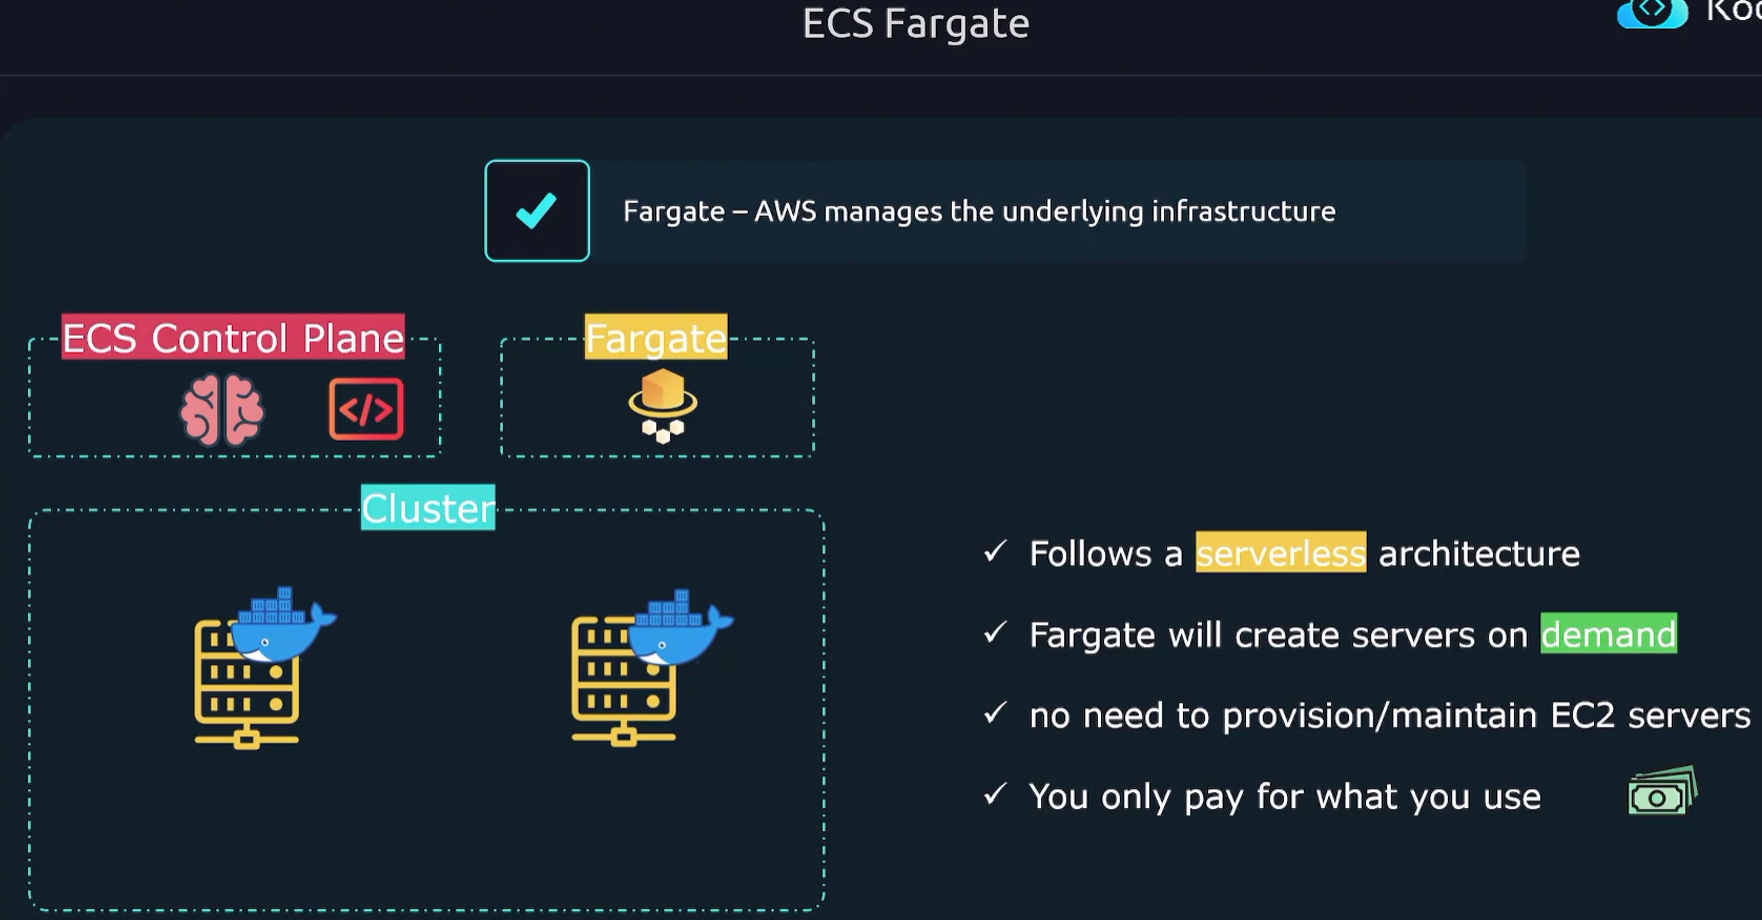 ECS Fargate
Fargate – AWS manages the underlying infrastructure
ECS Control Plane
</>
Fargate
Cluster
✓ Follows a serverless architecture
✓ Fargate will create servers on demand
✓ no need to provision/maintain EC2 servers
✓ You only pay for what you use